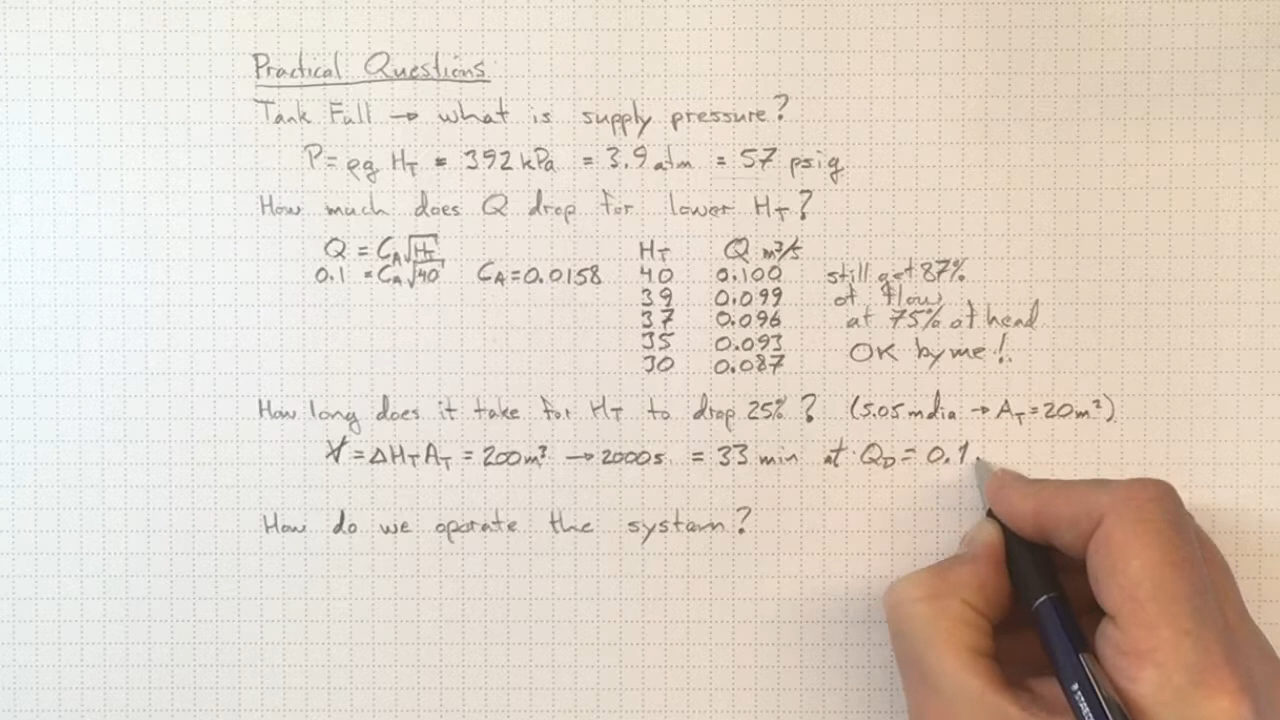 Practical Questions
Tank Full → what is supply pressure?
P = ρg H_T = 392 kPa = 3.9 atm = 57 psig
How much does Q drop for lower H_T?
Q = C_A√H_T H_T Q m³/s
0.1 = C_A√40 C_A = 0.0158 40 0.100 still get 87%
39 0.099 of flow
37 0.096 at 75% of head
35 0.093 OK by me!
30 0.087
How long does it take for H_T to drop 25%? (5.05 m dia → A_T = 20 m²)
V = ΔH_T A_T = 200 m³ → 2000 s = 33 min at Q_D = 0.1
How do we operate the system?
STAEDT